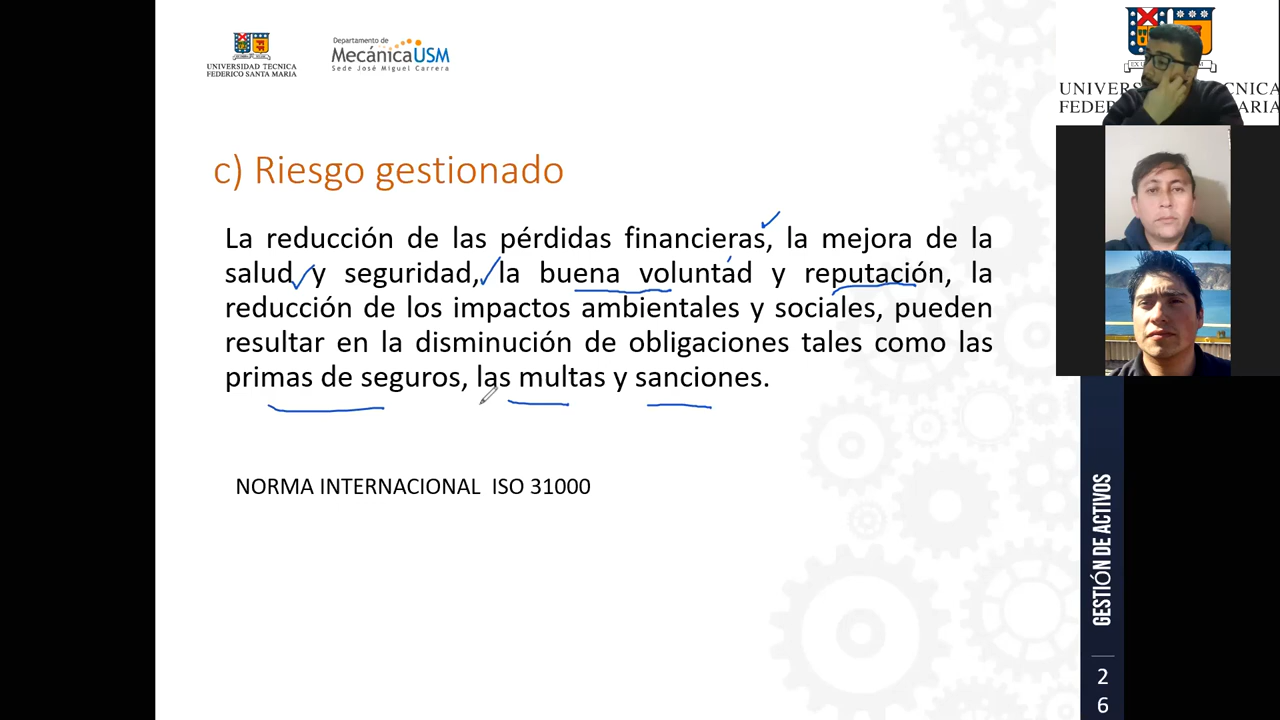 UNIVERSIDAD TECNICA
FEDERICO SANTA MARIA
Departamento de
MecánicaUSM
Sede José Miguel Carrera
c) Riesgo gestionado
La reducción de las pérdidas financieras, la mejora de la
salud y seguridad, la buena voluntad y reputación, la
reducción de los impactos ambientales y sociales, pueden
resultar en la disminución de obligaciones tales como las
primas de seguros, las multas y sanciones.
NORMA INTERNACIONAL ISO 31000
GESTIÓN DE ACTIVOS
2
6